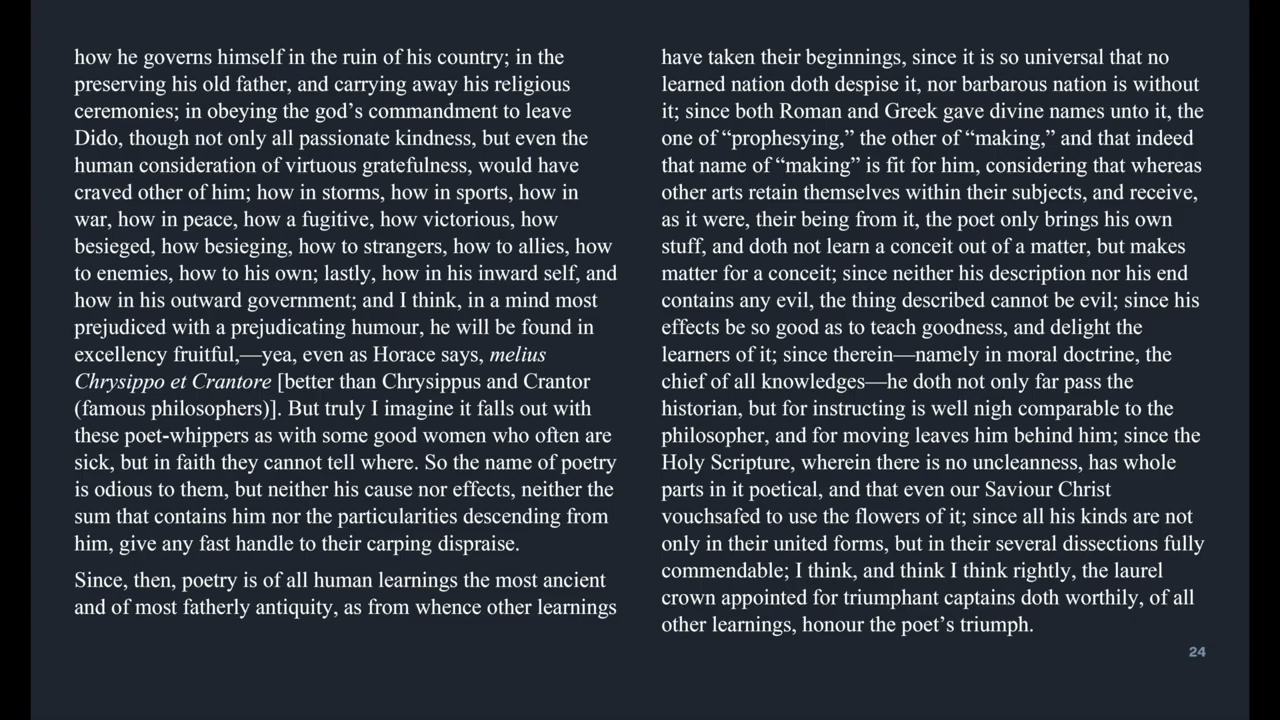 how he governs himself in the ruin of his country; in the
preserving his old father, and carrying away his religious
ceremonies; in obeying the god’s commandment to leave
Dido, though not only all passionate kindness, but even the
human consideration of virtuous gratefulness, would have
craved other of him; how in storms, how in sports, how in
war, how in peace, how a fugitive, how victorious, how
besieged, how besieging, how to strangers, how to allies, how
to enemies, how to his own; lastly, how in his inward self, and
how in his outward government; and I think, in a mind most
prejudiced with a prejudicating humour, he will be found in
excellency fruitful,—yea, even as Horace says, melius
Chrysippo et Crantore [better than Chrysippus and Crantor
(famous philosophers)]. But truly I imagine it falls out with
these poet-whippers as with some good women who often are
sick, but in faith they cannot tell where. So the name of poetry
is odious to them, but neither his cause nor effects, neither the
sum that contains him nor the particularities descending from
him, give any fast handle to their carping dispraise.
Since, then, poetry is of all human learnings the most ancient
and of most fatherly antiquity, as from whence other learnings
have taken their beginnings, since it is so universal that no
learned nation doth despise it, nor barbarous nation is without
it; since both Roman and Greek gave divine names unto it, the
one of “prophesying,” the other of “making,” and that indeed
that name of “making” is fit for him, considering that whereas
other arts retain themselves within their subjects, and receive,
as it were, their being from it, the poet only brings his own
stuff, and doth not learn a conceit out of a matter, but makes
matter for a conceit; since neither his description nor his end
contains any evil, the thing described cannot be evil; since his
effects be so good as to teach goodness, and delight the
learners of it; since therein—namely in moral doctrine, the
chief of all knowledges—he doth not only far pass the
historian, but for instructing is well nigh comparable to the
philosopher, and for moving leaves him behind him; since the
Holy Scripture, wherein there is no uncleanness, has whole
parts in it poetical, and that even our Saviour Christ
vouchsafed to use the flowers of it; since all his kinds are not
only in their united forms, but in their several dissections fully
commendable; I think, and think I think rightly, the laurel
crown appointed for triumphant captains doth worthily, of all
other learnings, honour the poet’s triumph.
24